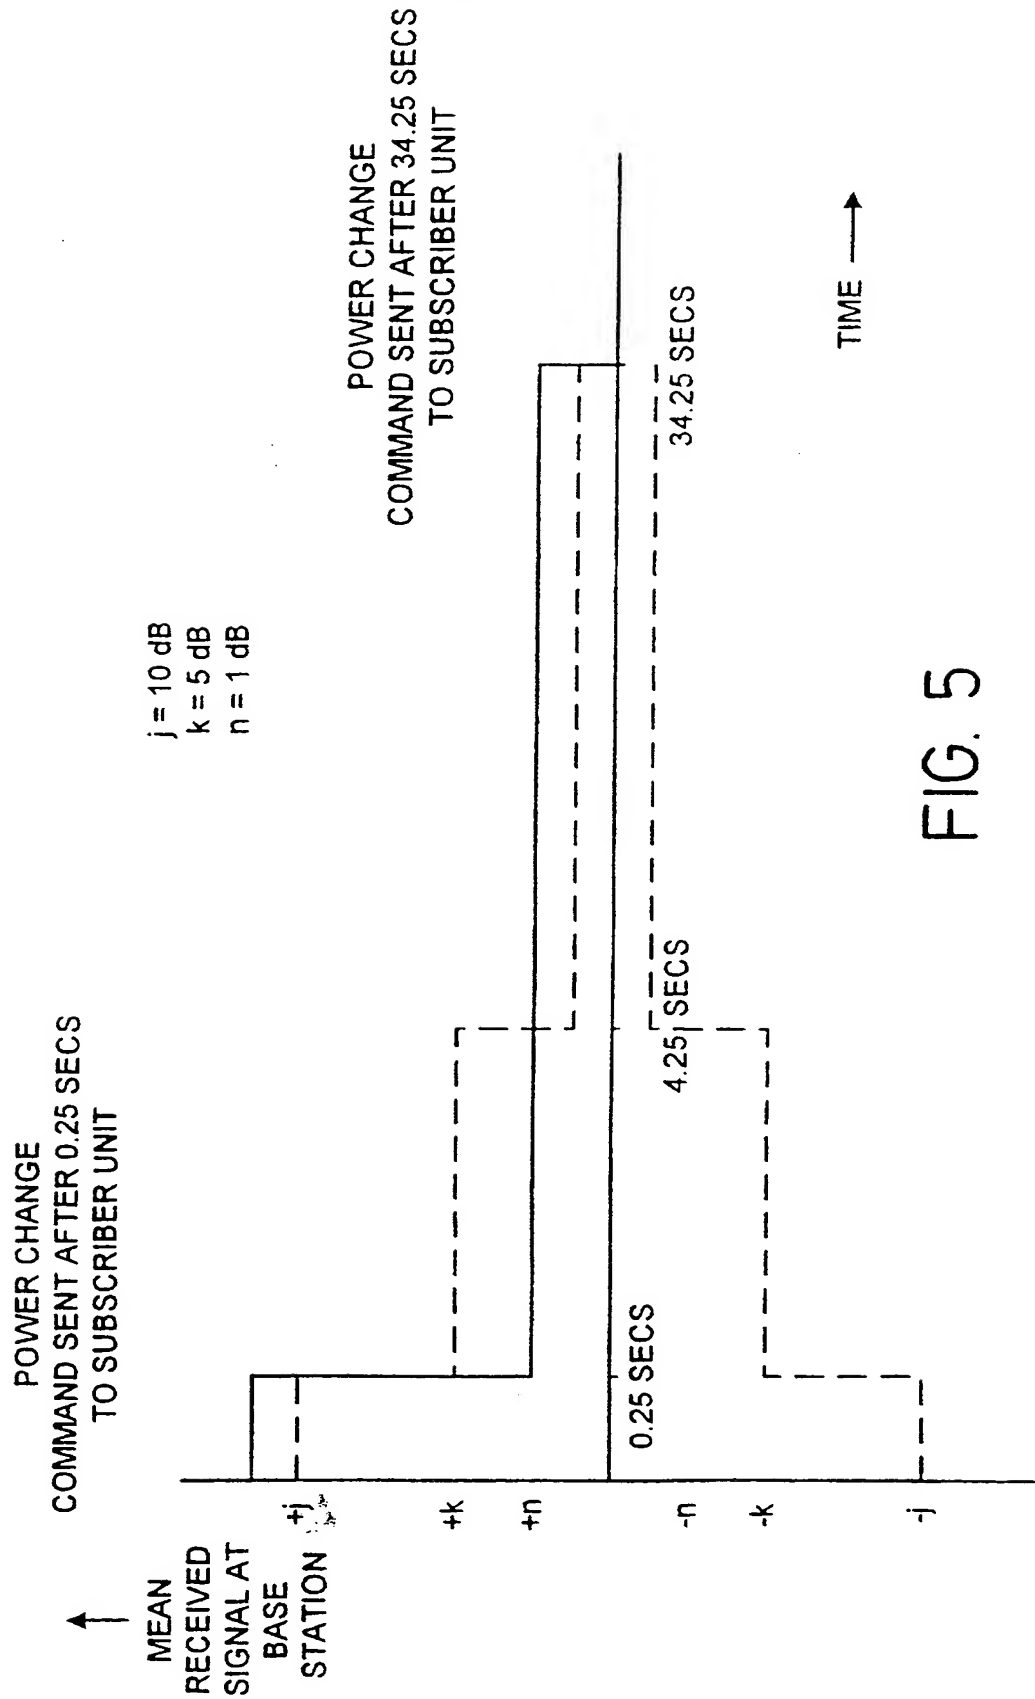 POWER CHANGE
COMMAND SENT AFTER 0.25 SECS
TO SUBSCRIBER UNIT
POWER CHANGE
COMMAND SENT AFTER 34.25 SECS
TO SUBSCRIBER UNIT
j = 10 dB
k = 5 dB
n = 1 dB
MEAN
RECEIVED
SIGNAL AT
BASE
STATION
+j
+k
+n
-n
-k
-j
0.25 SECS
4.25 SECS
34.25 SECS
TIME
FIG. 5